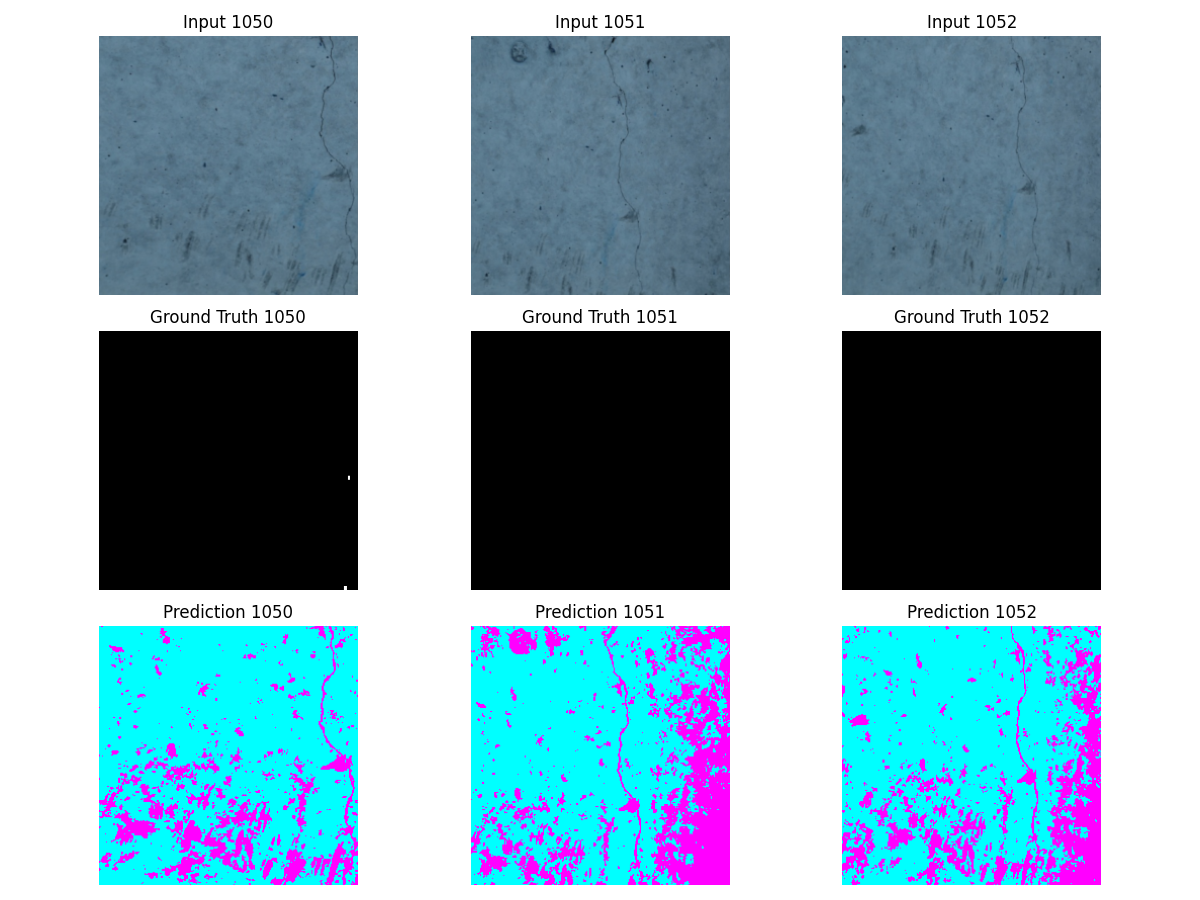 Input 1050
Input 1051
Input 1052
Ground Truth 1050
Ground Truth 1051
Ground Truth 1052
Prediction 1050
Prediction 1051
Prediction 1052